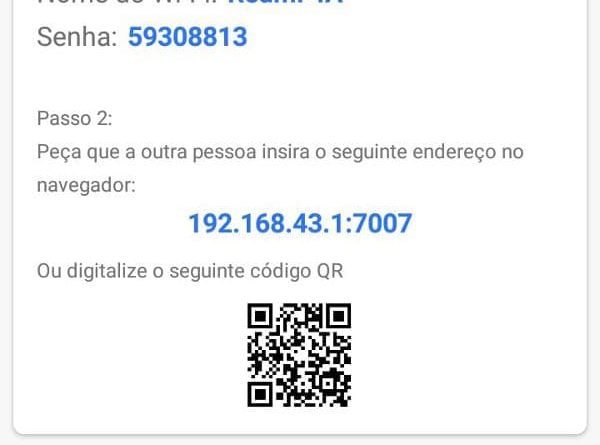 Senha: 59308813
Passo 2:
Peça que a outra pessoa insira o seguinte endereço no
navegador:
192.168.43.1:7007
Ou digitalize o seguinte código QR